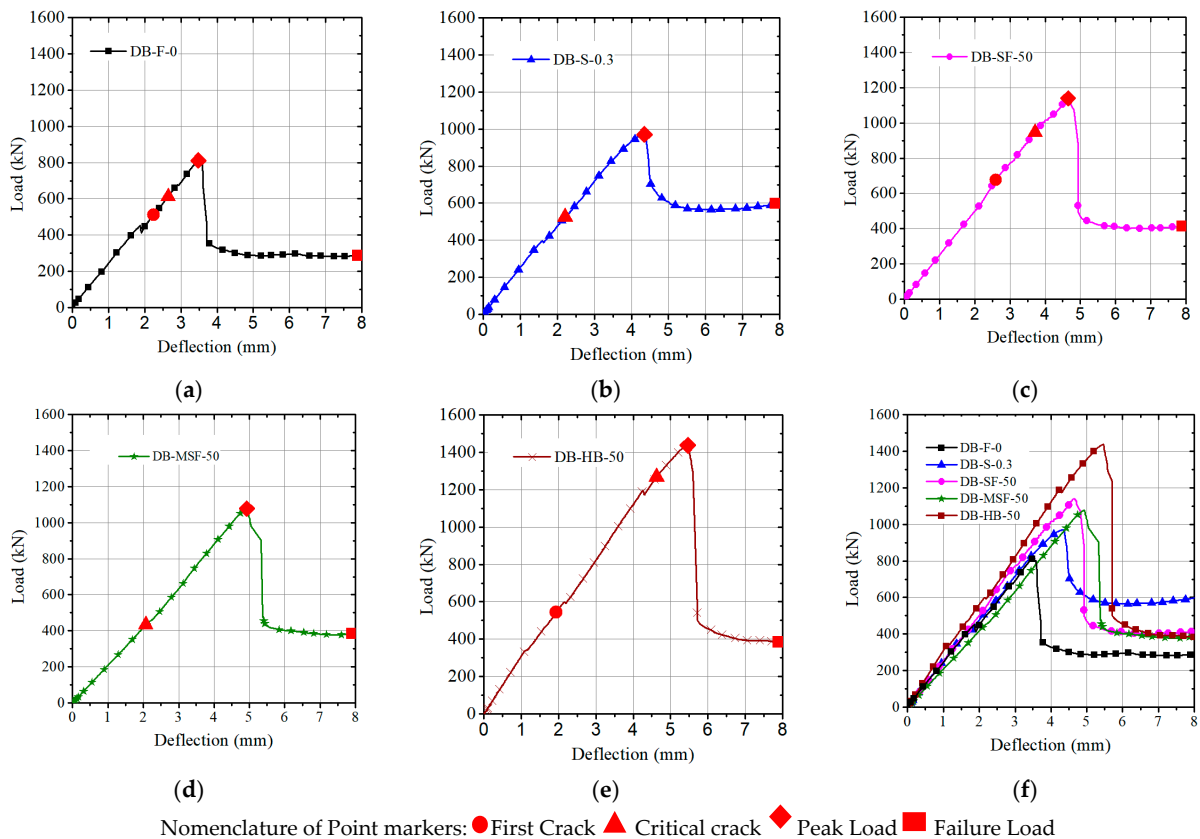 1600
1400
1200
1000
800
600
400
200
0
Load (kN)
DB-F-0
0 1 2 3 4 5 6 7 8
Deflection (mm)
(a)
1600
1400
1200
1000
800
600
400
200
0
Load (kN)
DB-S-0.3
0 1 2 3 4 5 6 7 8
Deflection (mm)
(b)
1600
1400
1200
1000
800
600
400
200
0
Load (kN)
DB-SF-50
0 1 2 3 4 5 6 7 8
Deflection (mm)
(c)
1600
1400
1200
1000
800
600
400
200
0
Load (kN)
DB-MSF-50
0 1 2 3 4 5 6 7 8
Deflection (mm)
(d)
1600
1400
1200
1000
800
600
400
200
0
Load (kN)
DB-HB-50
0 1 2 3 4 5 6 7 8
Deflection (mm)
(e)
1600
1400
1200
1000
800
600
400
200
0
Load (kN)
DB-F-0
DB-S-0.3
DB-SF-50
DB-MSF-50
DB-HB-50
0 1 2 3 4 5 6 7 8
Deflection (mm)
(f)
Nomenclature of Point markers: First Crack Critical crack Peak Load Failure Load